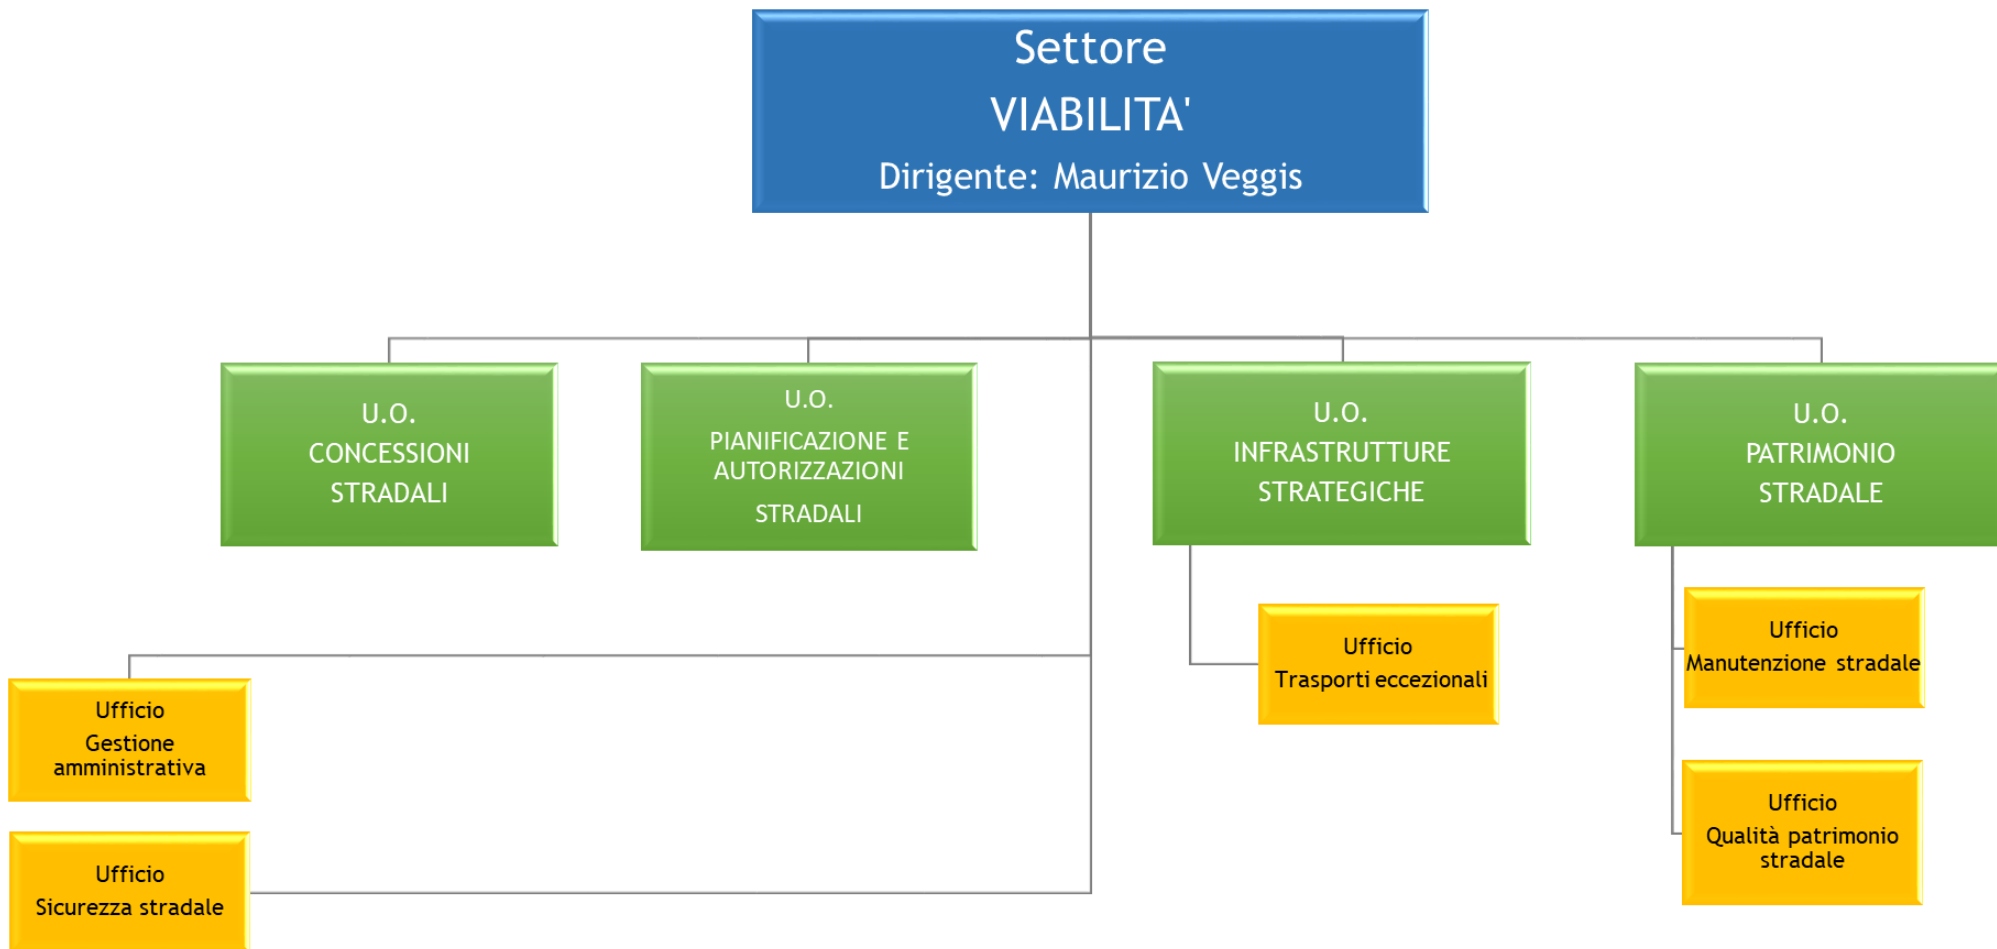 Settore
VIABILITA'
Dirigente: Maurizio Veggis
U.O.
CONCESSIONI
STRADALI
U.O.
PIANIFICAZIONE E
AUTORIZZAZIONI
STRADALI
U.O.
INFRASTRUTTURE
STRATEGICHE
U.O.
PATRIMONIO
STRADALE
Ufficio
Gestione
amministrativa
Ufficio
Sicurezza stradale
Ufficio
Trasporti eccezionali
Ufficio
Manutenzione stradale
Ufficio
Qualità patrimonio
stradale